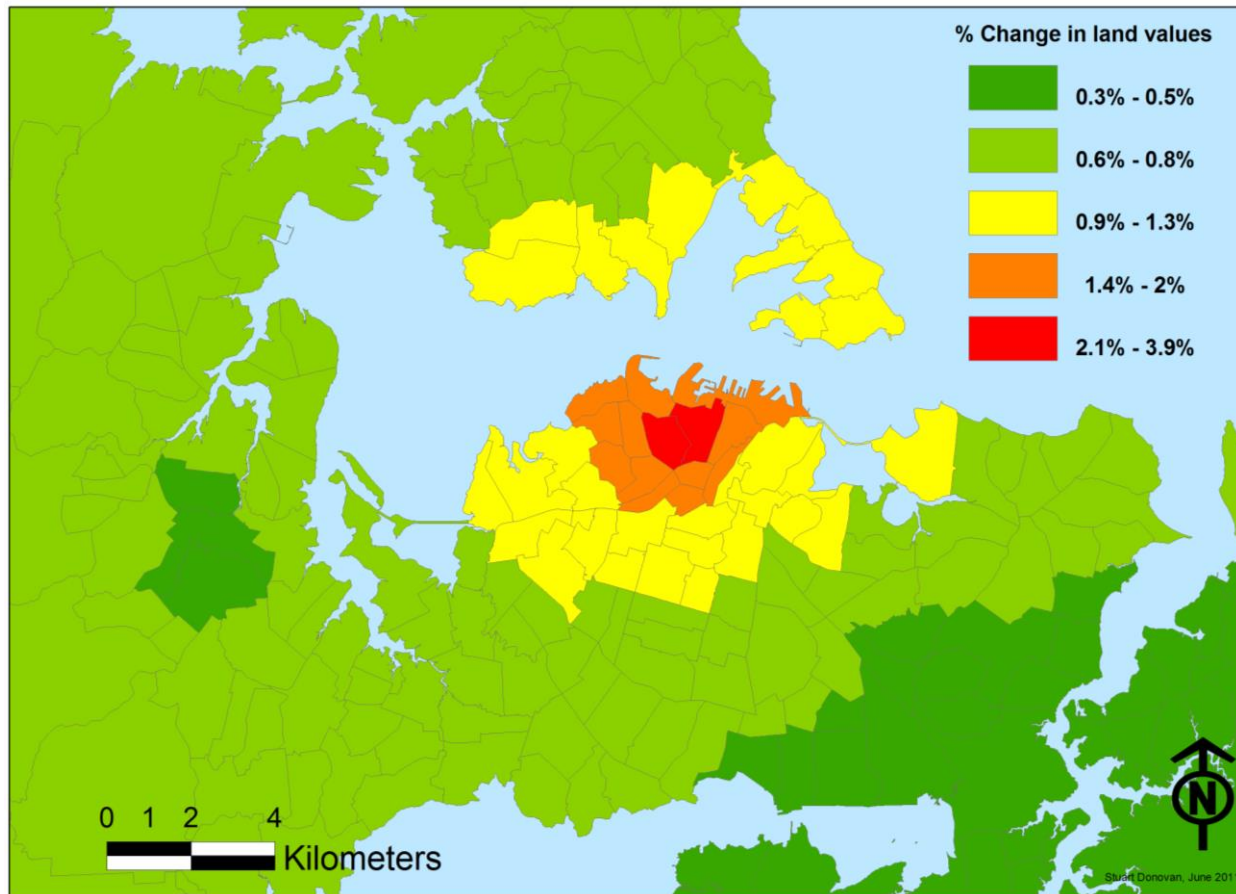 % Change in land values
0.3% - 0.5%
0.6% - 0.8%
0.9% - 1.3%
1.4% - 2%
2.1% - 3.9%
0 1 2 4
Kilometers
N
Stuart Donovan, June 201